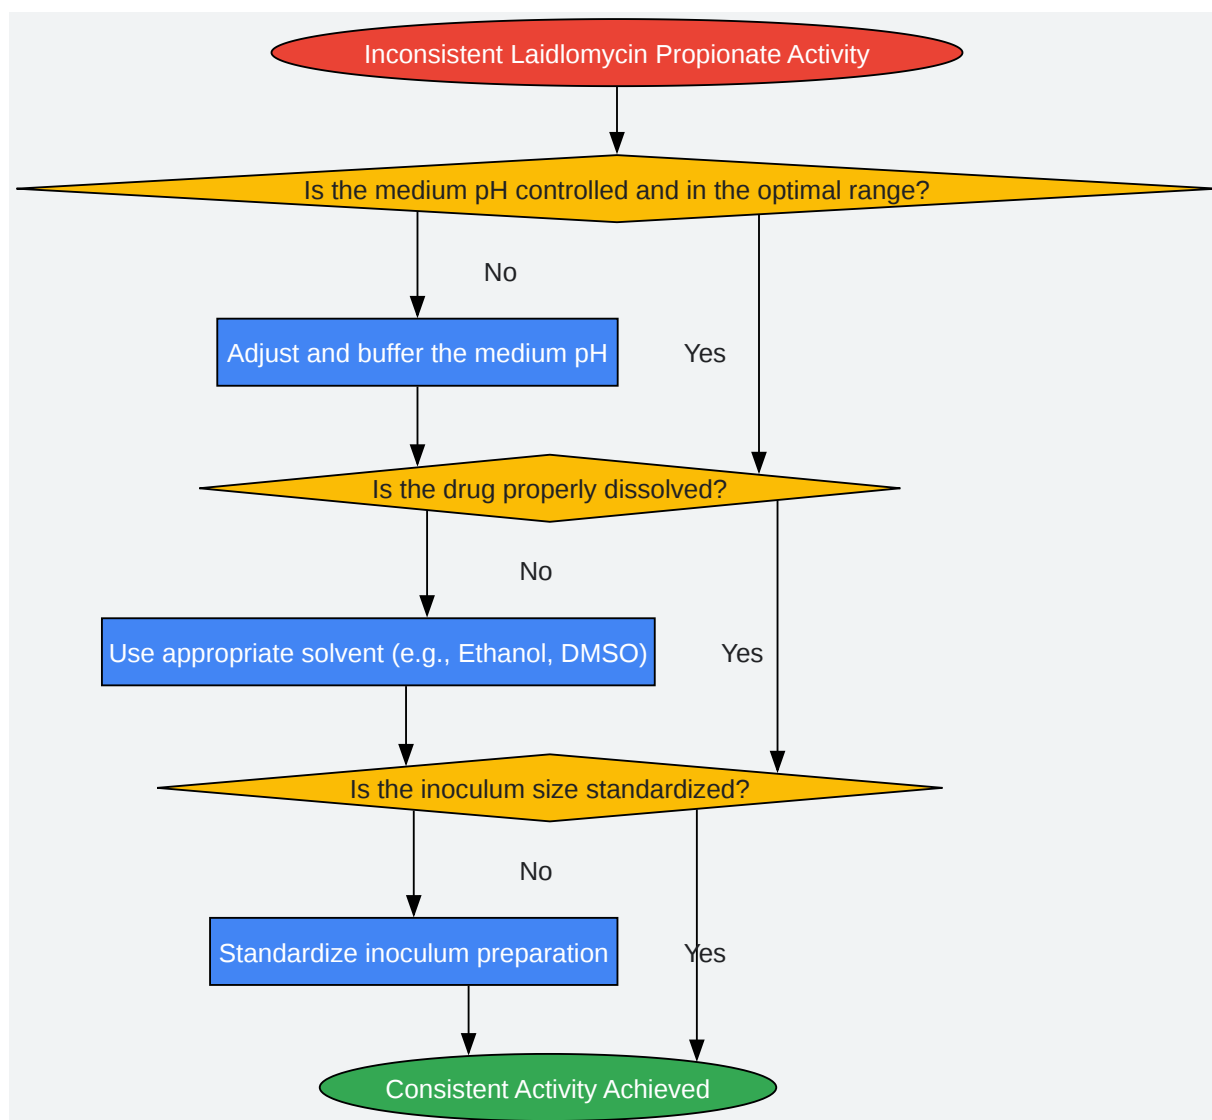 Inconsistent Laidlomycin Propionate Activity
Is the medium pH controlled and in the optimal range?
No
Adjust and buffer the medium pH
Yes
Is the drug properly dissolved?
No
Use appropriate solvent (e.g., Ethanol, DMSO)
Yes
Is the inoculum size standardized?
No
Standardize inoculum preparation
Yes
Consistent Activity Achieved